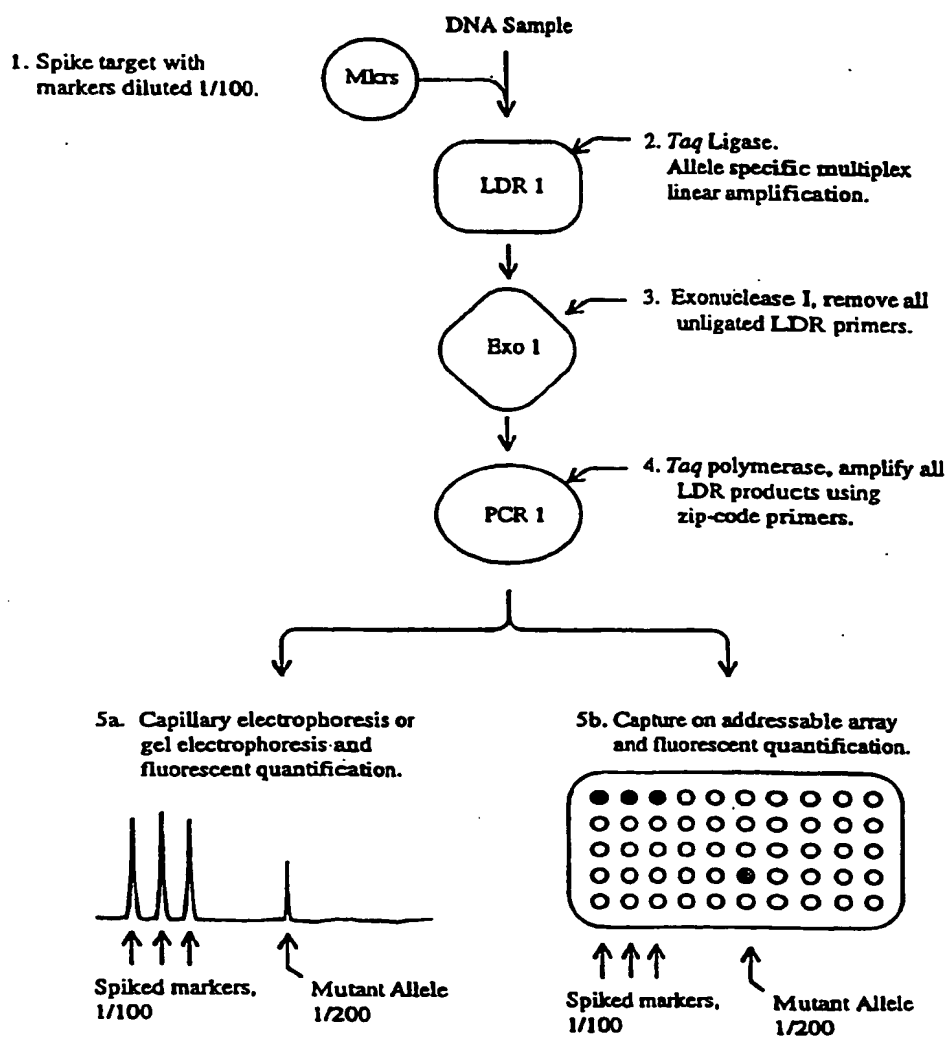 DNA Sample
1. Spike target with
markers diluted 1/100.
Mkrs
2. Taq Ligase.
Allele specific multiplex
linear amplification.
LDR 1
3. Exonuclease I, remove all
unligated LDR primers.
Exo 1
4. Taq polymerase, amplify all
LDR products using
zip-code primers.
PCR 1
5a. Capillary electrophoresis or
gel electrophoresis and
fluorescent quantification.
5b. Capture on addressable array
and fluorescent quantification.
Spiked markers,
1/100
Mutant Allele
1/200
Spiked markers,
1/100
Mutant Allele
1/200